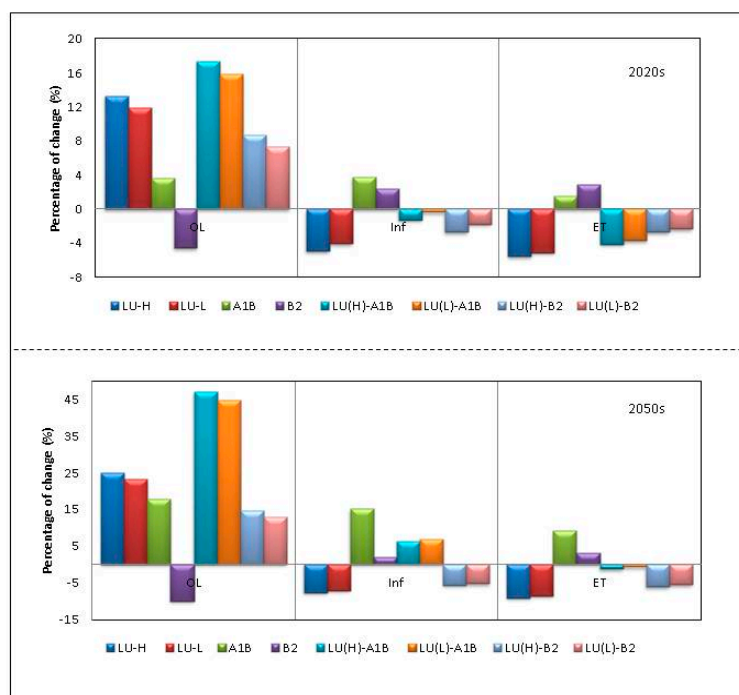 20
16
12
8
4
0
-4
-8
Percentage of change (%)
2020s
OL Inf ET
LU-H LU-L A1B B2 LU(H)-A1B LU(L)-A1B LU(H)-B2 LU(L)-B2
45
35
25
15
5
-5
-15
Percentage of change (%)
2050s
OL Inf ET
LU-H LU-L A1B B2 LU(H)-A1B LU(L)-A1B LU(H)-B2 LU(L)-B2